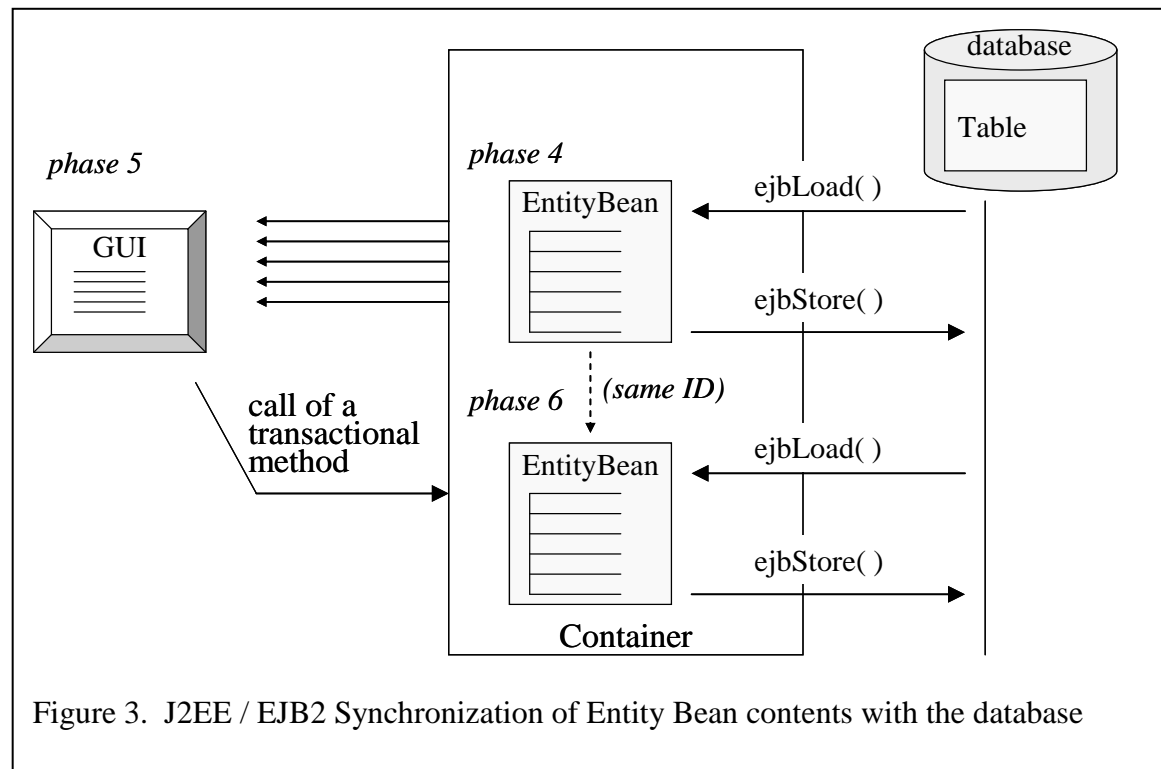 database
Table
phase 5
phase 4
ejbLoad( )
EntityBean
GUI
ejbStore( )
(same ID)
phase 6
call of a
transactional
method
EntityBean
ejbLoad( )
ejbStore( )
Container
Figure 3. J2EE / EJB2 Synchronization of Entity Bean contents with the database